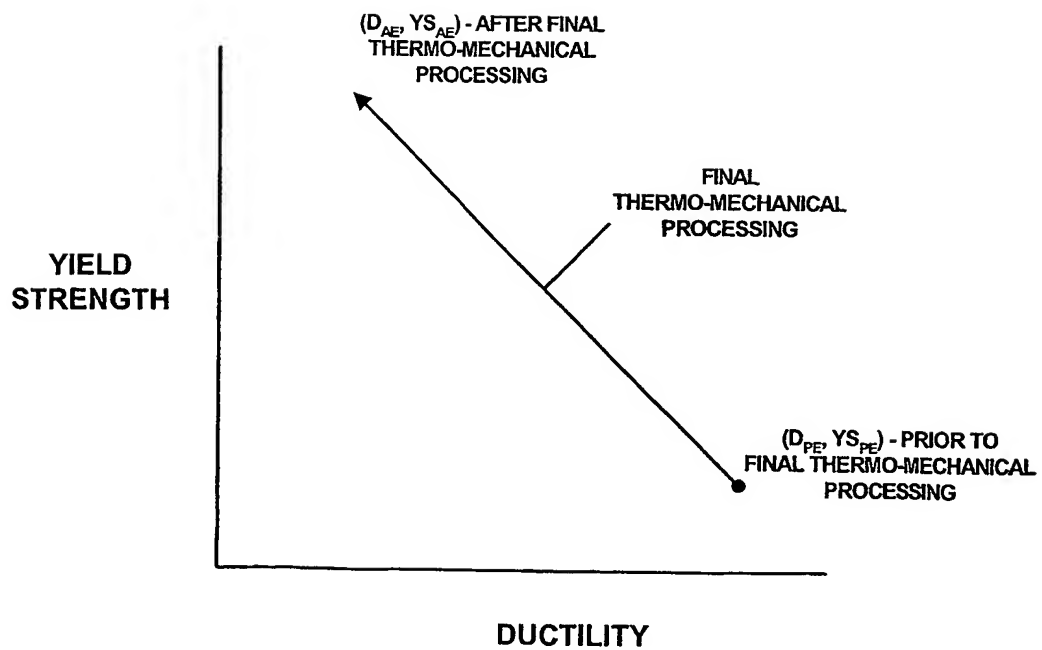 (D_AE, YS_AE) - AFTER FINAL
THERMO-MECHANICAL
PROCESSING
FINAL
THERMO-MECHANICAL
PROCESSING
YIELD
STRENGTH
(D_PE, YS_PE) - PRIOR TO
FINAL THERMO-MECHANICAL
PROCESSING
DUCTILITY